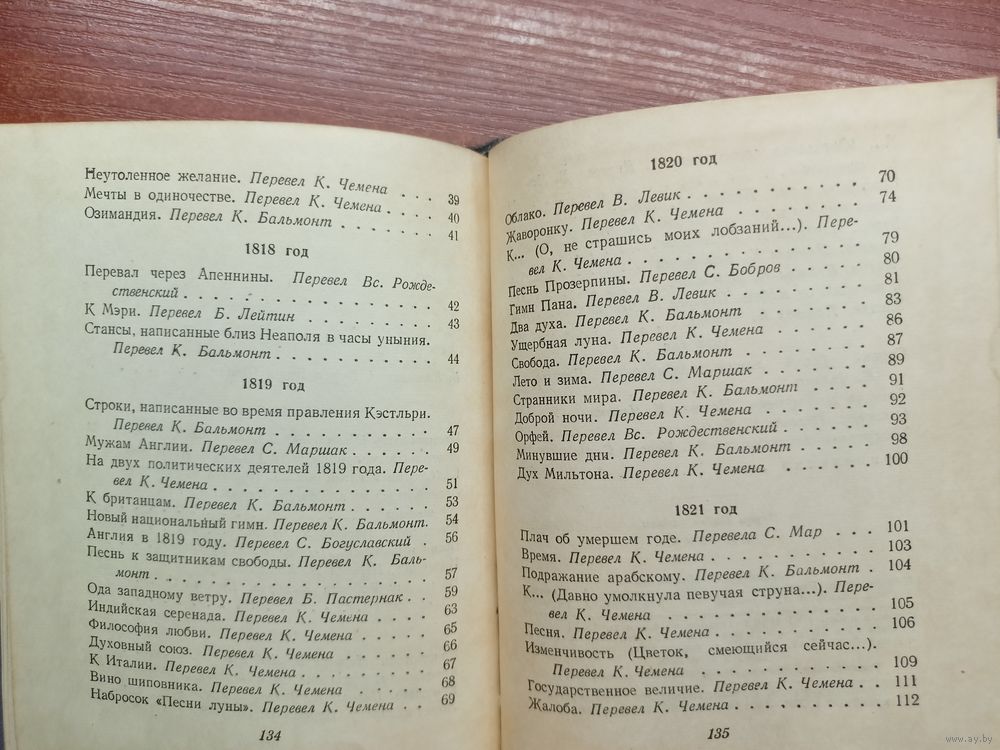 Неутоленное желание. Перевел К. Чемена . . . 39
Мечты в одиночестве. Перевел К. Чемена . . . . 40
Озимандия. Перевел К. Бальмонт . . . . . . . 41
1818 год
Перевал через Апеннины. Перевел Вс. Рожде-
ственский . . . . . . . . . . . . . . . . 42
К Мэри. Перевел Б. Лейтин . . . . . . . . . 43
Стансы, написанные близ Неаполя в часы уныния.
Перевел К. Бальмонт . . . . . . . . . . . 44
1819 год
Строки, написанные во время правления Кэстльри.
Перевел К. Бальмонт . . . . . . . . . . . 47
Мужам Англии. Перевел С. Маршак . . . . . . 49
На двух политических деятелей 1819 года. Пере-
вел К. Чемена . . . . . . . . . . . . . . 51
К британцам. Перевел К. Бальмонт . . . . . . 53
Новый национальный гимн. Перевел К. Бальмонт. 54
Англия в 1819 году. Перевел С. Богуславский . 56
Песнь к защитникам свободы. Перевел К. Баль-
монт . . . . . . . . . . . . . . . . . . 57
Ода западному ветру. Перевел Б. Пастернак . . 59
Индийская серенада. Перевел К. Чемена . . . . 63
Философия любви. Перевел К. Чемена . . . . . 65
Духовный союз. Перевел К. Чемена . . . . . . 66
К Италии. Перевел К. Чемена . . . . . . . . 67
Вино шиповника. Перевел К. Чемена . . . . . . 68
Набросок «Песни луны». Перевел К. Чемена . . 69
134
1820 год
Облако. Перевел В. Левик . . . . . . . . . . 70
Жаворонку. Перевел К. Чемена . . . . . . . . 74
К... (О, не страшись моих лобзаний...). Пере-
вел К. Чемена . . . . . . . . . . . . . . 79
Песнь Прозерпины. Перевел С. Бобров . . . . . 80
Гимн Пана. Перевел В. Левик . . . . . . . . 81
Два духа. Перевел К. Бальмонт . . . . . . . 83
Ущербная луна. Перевел К. Чемена . . . . . . 86
Свобода. Перевел К. Бальмонт . . . . . . . . 87
Лето и зима. Перевел С. Маршак . . . . . . . 89
Странники мира. Перевел К. Бальмонт . . . . . 91
Доброй ночи. Перевел К. Чемена . . . . . . . 92
Орфей. Перевел Вс. Рождественский . . . . . . 93
Минувшие дни. Перевел К. Бальмонт . . . . . . 98
Дух Мильтона. Перевел К. Чемена . . . . . . 100
1821 год
Плач об умершем годе. Перевела С. Мар . . . 101
Время. Перевел К. Чемена . . . . . . . . . . 103
Подражание арабскому. Перевел К. Бальмонт . 104
К... (Давно умолкнула певучая струна...). Пере-
вел К. Чемена . . . . . . . . . . . . . . 105
Песня. Перевел К. Чемена . . . . . . . . . . 106
Изменчивость (Цветок, смеющийся сейчас...).
Перевел К. Чемена . . . . . . . . . . . . 109
Государственное величие. Перевел К. Чемена . . 111
Жалоба. Перевел К. Чемена . . . . . . . . . 112
135
www.ay.by